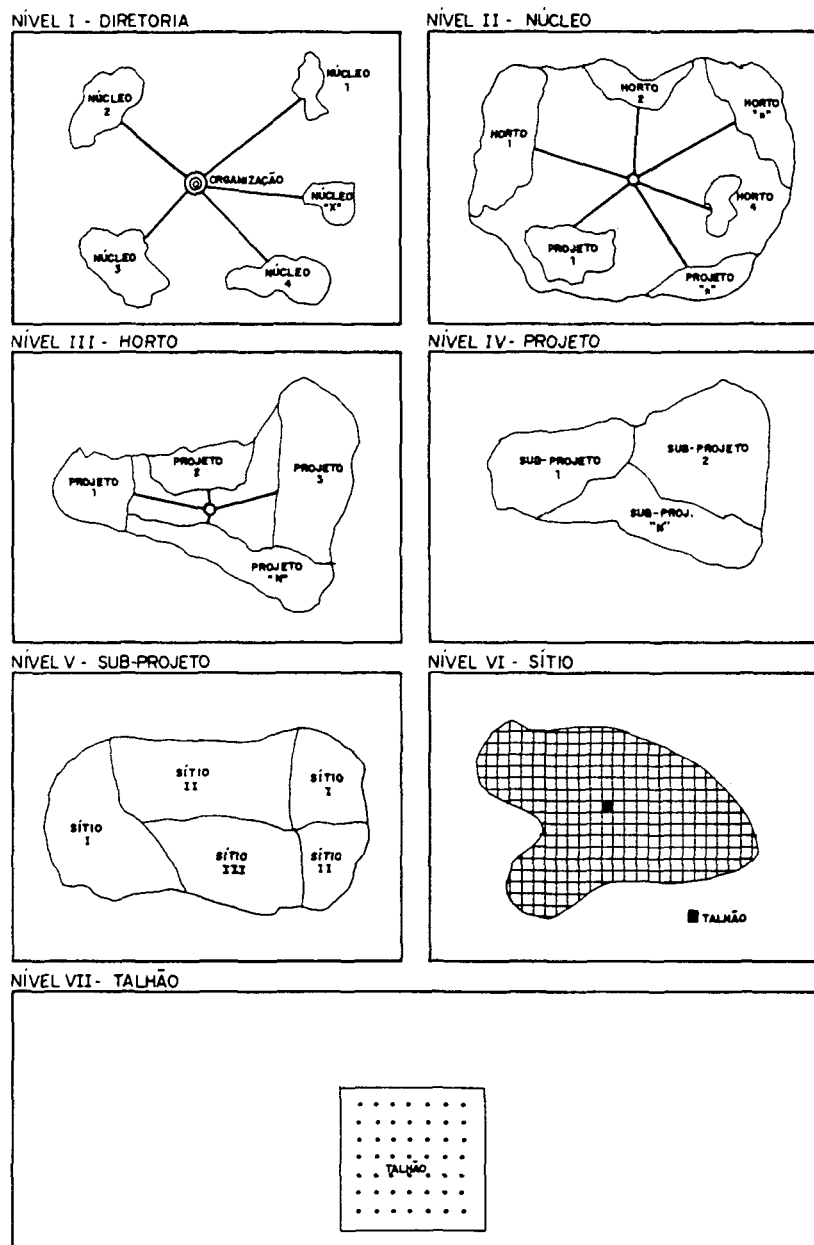 NÍVEL I - DIRETORIA
NÚCLEO
1
NÚCLEO
2
ORGANIZAÇÃO
NÚCLEO
"X"
NÚCLEO
3
NÚCLEO
4
NÍVEL II - NÚCLEO
HORTO
2
HORTO
"n"
HORTO
1
HORTO
4
PROJETO
1
PROJETO
"n"
NÍVEL III - HORTO
PROJETO
2
PROJETO
1
PROJETO
3
PROJETO
"N"
NÍVEL IV - PROJETO
SUB-PROJETO
1
SUB-PROJETO
2
SUB-PROJ.
"N"
NÍVEL V - SUB-PROJETO
SÍTIO
II
SÍTIO
I
SÍTIO
I
SÍTIO
III
SÍTIO
II
NÍVEL VI - SÍTIO
TALHÃO
NÍVEL VII - TALHÃO
TALHÃO